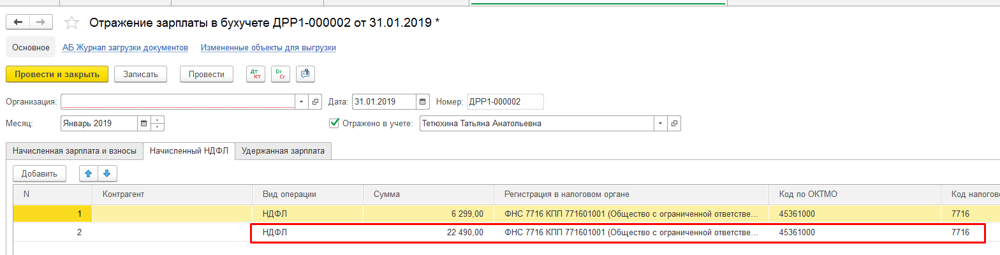 Отражение зарплаты в бухучете ДРР1-000002 от 31.01.2019 *
Основное АБ Журнал загрузки документов Измененные объекты для выгрузки
Провести и закрыть Записать Провести Дт Кт Dr Cr
Организация: Дата: 31.01.2019 Номер: ДРР1-000002
Месяц: Январь 2019 Отражено в учете: Тетюхина Татьяна Анатольевна
Начисленная зарплата и взносы Начисленный НДФЛ Удержанная зарплата
Добавить
N Контрагент Вид операции Сумма Регистрация в налоговом органе Код по ОКТМО Код налогово
1 НДФЛ 6 299,00 ФНС 7716 КПП 771601001 (Общество с ограниченной ответстве... 45361000 7716
2 НДФЛ 22 490,00 ФНС 7716 КПП 771601001 (Общество с ограниченной ответстве... 45361000 7716